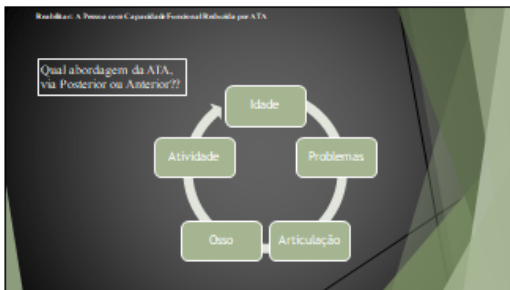 Reabilitar: A Pessoa com Capacidade Funcional Reduzida por ATA
Qual abordagem da ATA,
via Posterior ou Anterior??
Idade
Problemas
Articulação
Osso
Atividade